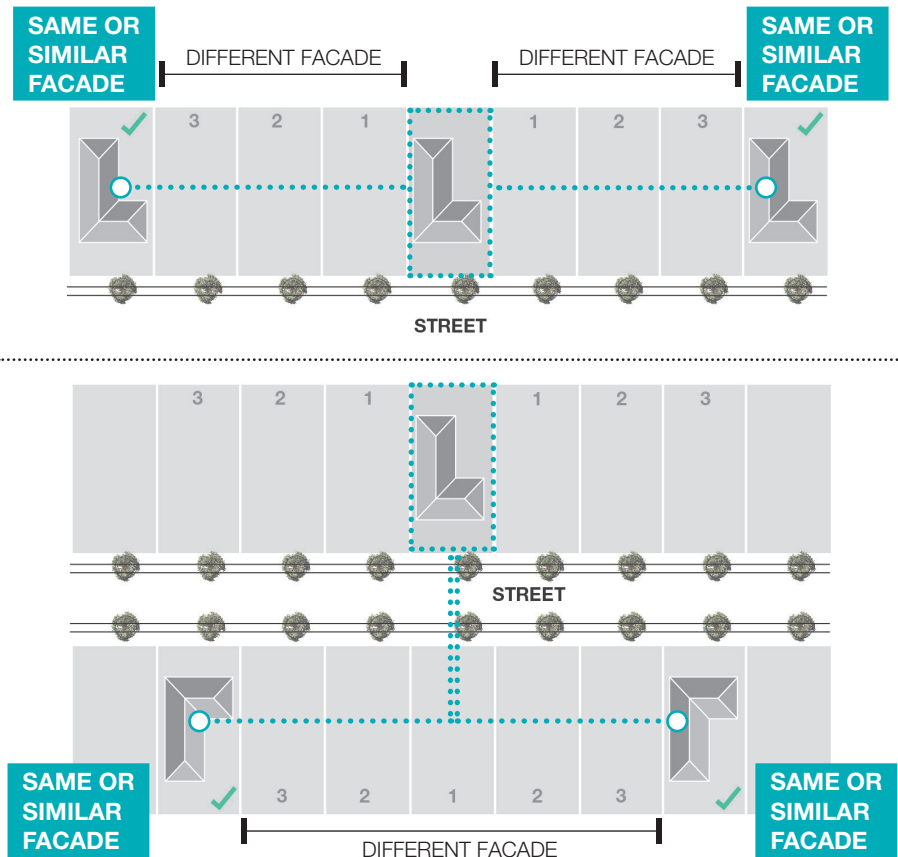 SAME OR
SIMILAR
FACADE
DIFFERENT FACADE
DIFFERENT FACADE
SAME OR
SIMILAR
FACADE
3 2 1 1 2 3
STREET
3 2 1 1 2 3
STREET
SAME OR
SIMILAR
FACADE
3 2 1 2 3
DIFFERENT FACADE
SAME OR
SIMILAR
FACADE